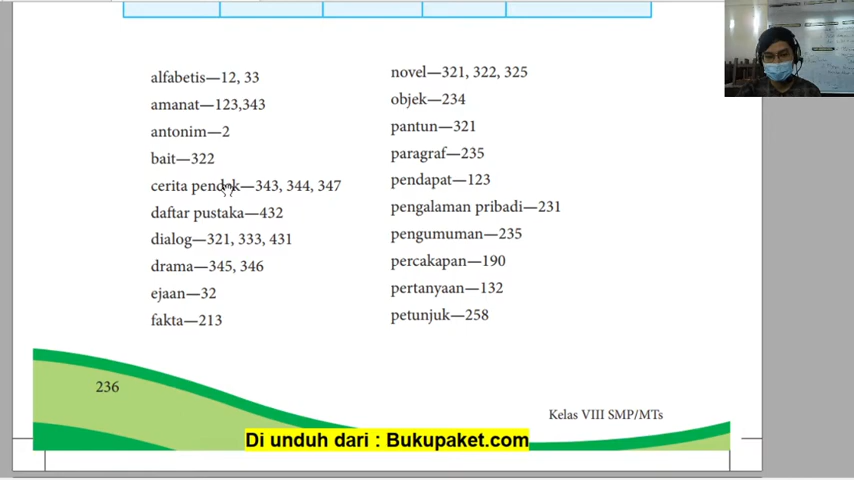 alfabetis—12, 33
amanat—123,343
antonim—2
bait—322
cerita pendek—343, 344, 347
daftar pustaka—432
dialog—321, 333, 431
drama—345, 346
ejaan—32
fakta—213
novel—321, 322, 325
objek—234
pantun—321
paragraf—235
pendapat—123
pengalaman pribadi—231
pengumuman—235
percakapan—190
pertanyaan—132
petunjuk—258
236
Kelas VIII SMP/MTs
Di unduh dari : Bukupaket.com